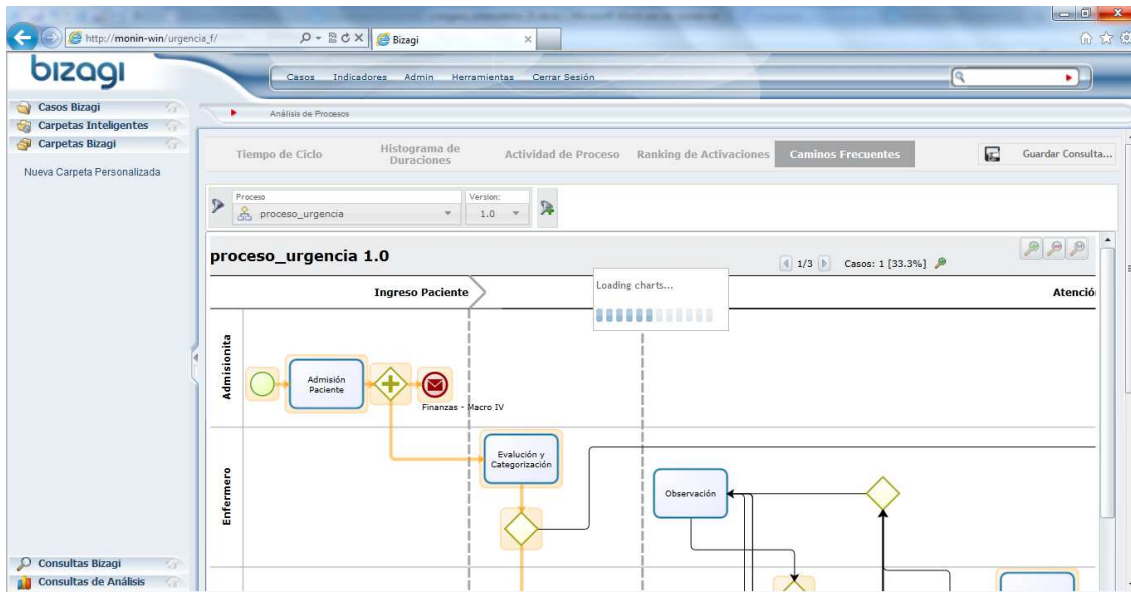 http://monin-win/urgencia_f/
Bizagi
bizagi
Casos Indicadores Admin Herramientas Cerrar Sesión
Casos Bizagi
Carpetas Inteligentes
Carpetas Bizagi
Nueva Carpeta Personalizada
Análisis de Procesos
Tiempo de Ciclo
Histograma de
Duraciones
Actividad de Proceso
Ranking de Activaciones
Caminos Frecuentes
Guardar Consulta...
Proceso
proceso_urgencia
Version:
1.0
proceso_urgencia 1.0
1/3
Casos: 1 [33.3%]
Loading charts...
Ingreso Paciente
Atenció
Admisionita
Admisión
Paciente
Finanzas - Macro IV
Enfermero
Evalución y
Categorización
Observación
Consultas Bizagi
Consultas de Análisis